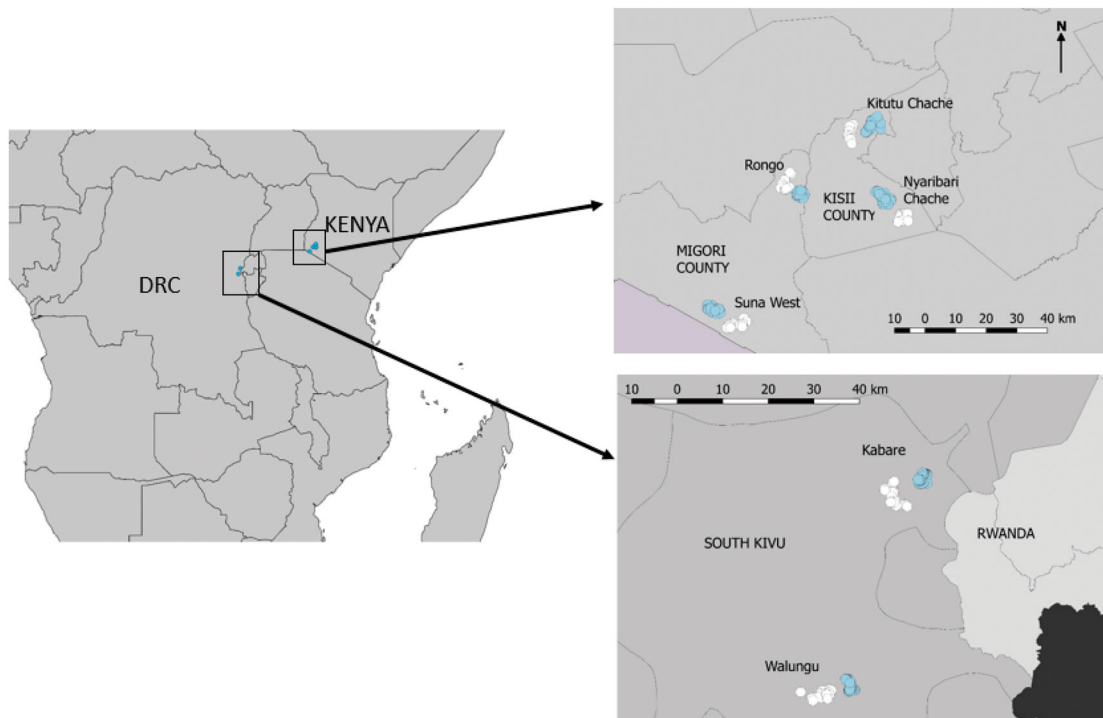 KENYA
DRC
N
Kitutu Chache
Rongo
Nyaribari
Chache
KISII
COUNTY
MIGORI
COUNTY
Suna West
10 0 10 20 30 40 km
10 0 10 20 30 40 km
Kabare
SOUTH KIVU
RWANDA
Walungu